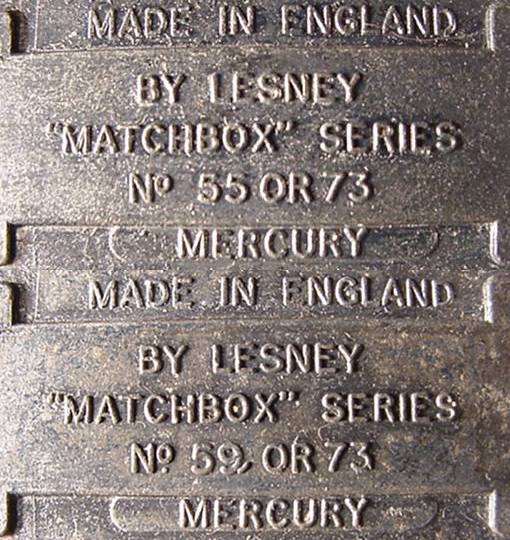 MADE IN ENGLAND
BY LESNEY
"MATCHBOX" SERIES
Nº 55 OR 73
MERCURY
MADE IN ENGLAND
BY LESNEY
"MATCHBOX" SERIES
Nº 59, OR 73
MERCURY